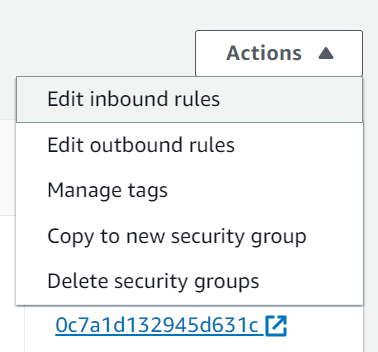 Actions
Edit inbound rules
Edit outbound rules
Manage tags
Copy to new security group
Delete security groups
0c7a1d132945d631c